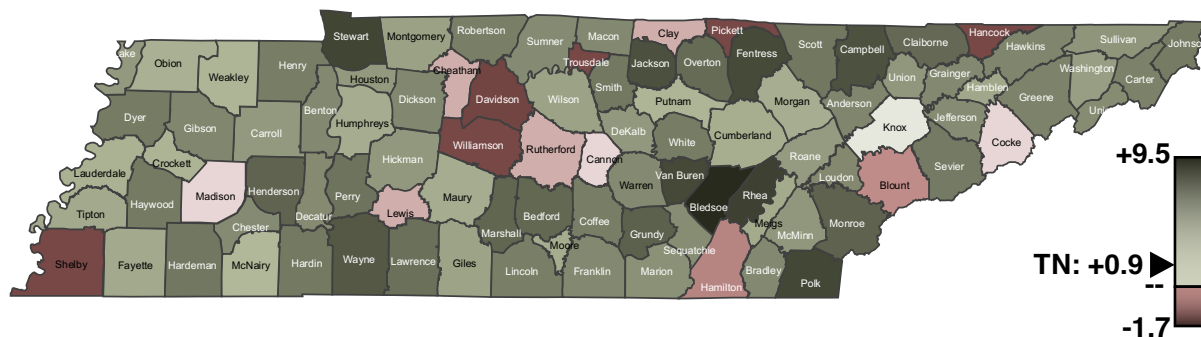 Stewart
Montgomery
Robertson
Sumner
Macon
Clay
Pickett
Scott
Campbell
Claiborne
Hancock
Hawkins
Sullivan
Johns
ake
Obion
Weakley
Henry
Houston
Cheatham
Trousdale
Jackson
Overton
Fentress
Union
Grainger
Hamblen
Washington
Carter
Dyer
Gibson
Carroll
Benton
Humphreys
Dickson
Davidson
Wilson
Smith
Putnam
Morgan
Anderson
Knox
Jefferson
Greene
Uni
Crockett
Lauderdale
Madison
Henderson
Hickman
Williamson
Rutherford
Cannon
DeKalb
White
Cumberland
Roane
Loudon
Blount
Sevier
Cocke
Tipton
Haywood
Chester
Decatur
Perry
Lewis
Maury
Marshall
Bedford
Coffee
Warren
Van Buren
Bledsoe
Rhea
Meigs
McMinn
Monroe
Shelby
Fayette
Hardeman
McNairy
Hardin
Wayne
Lawrence
Giles
Lincoln
Moore
Franklin
Grundy
Marion
Sequatchie
Hamilton
Bradley
Polk
+9.5
TN: +0.9
--
-1.7